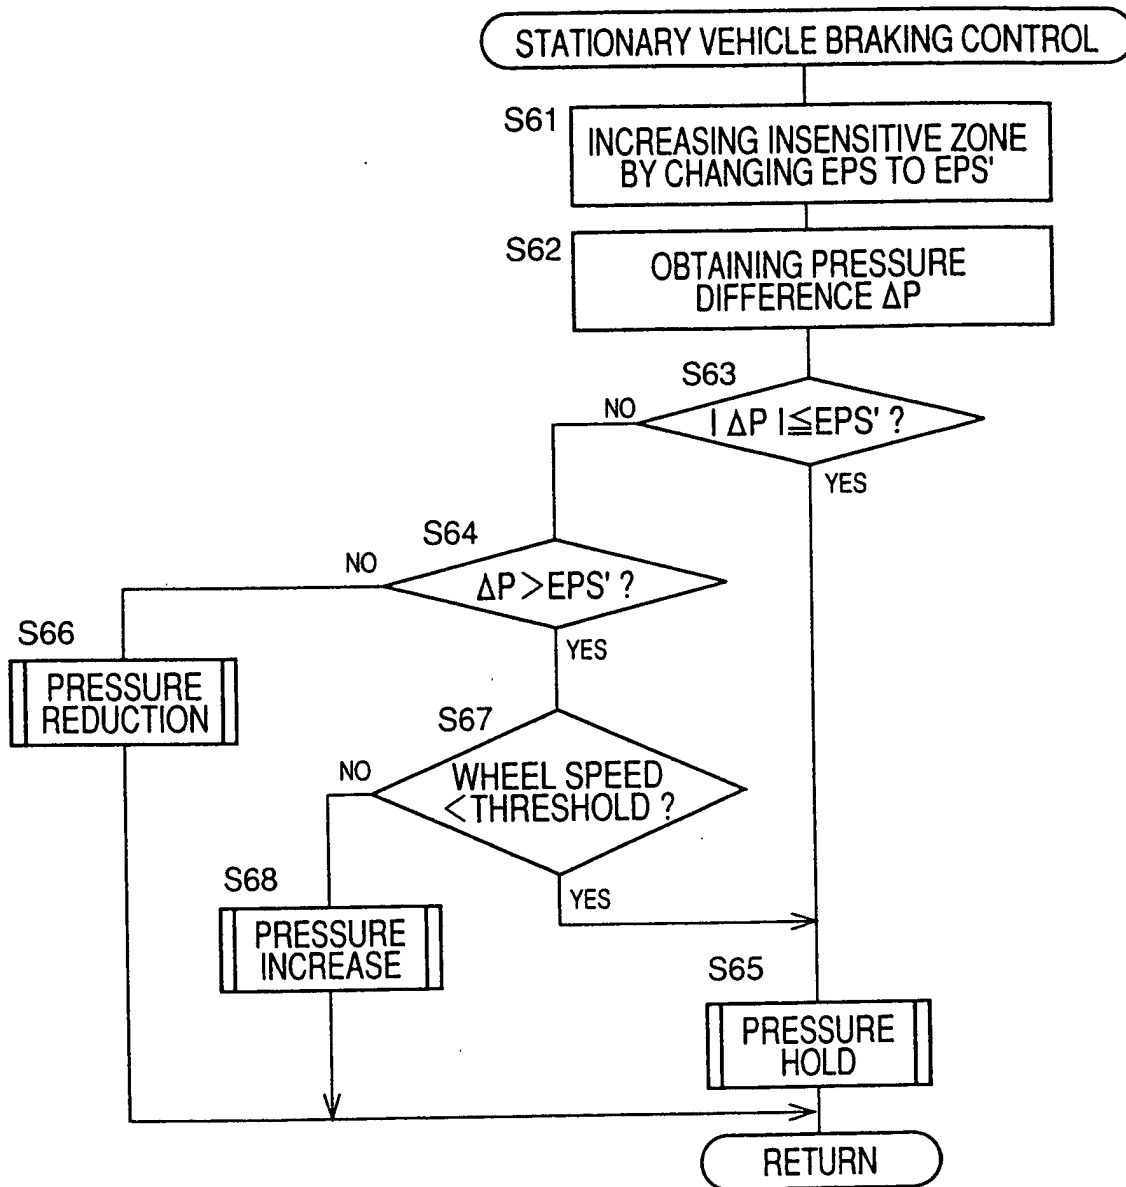 STATIONARY VEHICLE BRAKING CONTROL
S61
INCREASING INSENSITIVE ZONE
BY CHANGING EPS TO EPS'
S62
OBTAINING PRESSURE
DIFFERENCE ΔP
S63
NO
| ΔP |≦EPS' ?
YES
S64
NO
ΔP>EPS' ?
YES
S66
PRESSURE
REDUCTION
S67
NO
WHEEL SPEED
<THRESHOLD ?
YES
S68
PRESSURE
INCREASE
S65
PRESSURE
HOLD
RETURN